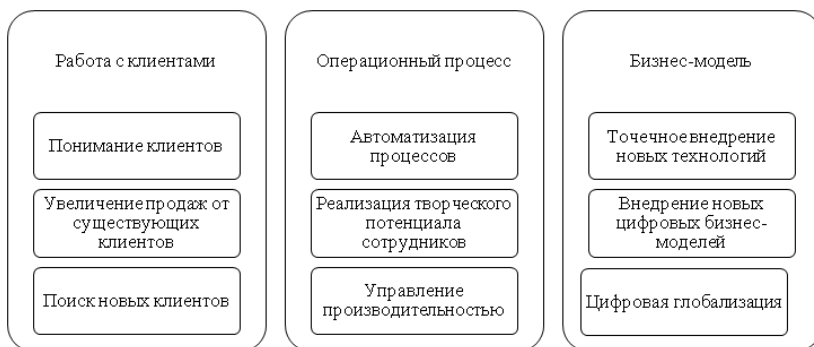 Работа с клиентами
Понимание клиентов
Увеличение продаж от
существующих
клиентов
Поиск новых клиентов
Операционный процесс
Автоматизация
процессов
Реализация творческого
потенциала
сотрудников
Управление
производительностью
Бизнес-модель
Точечное внедрение
новых технологий
Внедрение новых
цифровых бизнес-
моделей
Цифровая глобализация